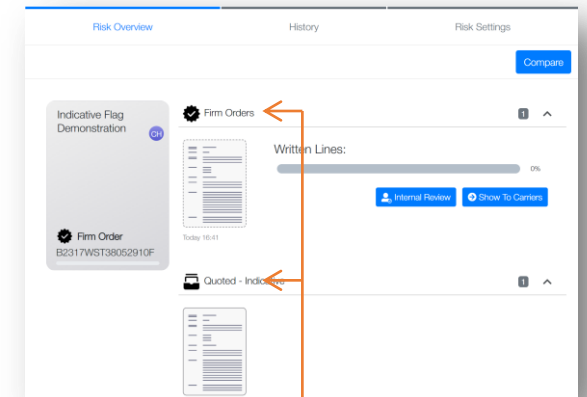 Risk Overview
History
Risk Settings
Compare
Indicative Flag
Demonstration
CH
Firm Order
B2317WST38052910F
Firm Orders
1
Written Lines:
0%
Internal Review
Show To Carriers
Today 16:41
Quoted - Indicative
1